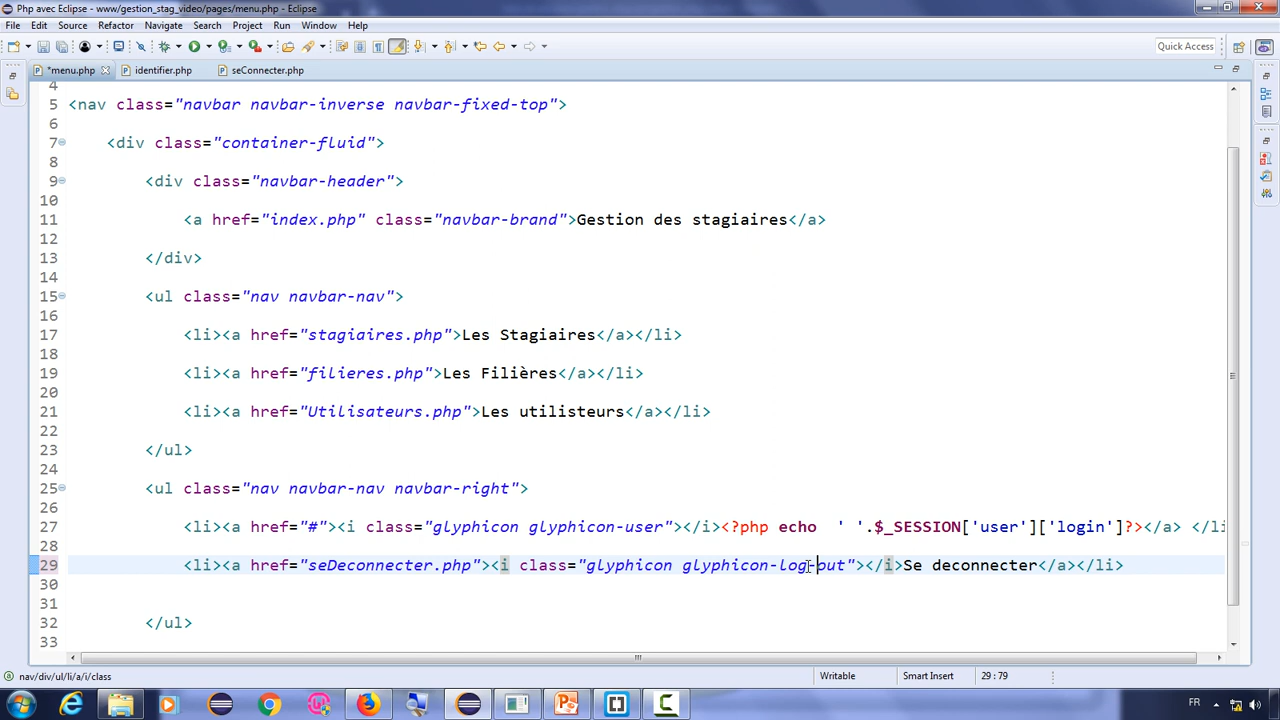 Php avec Eclipse - www/gestion_stag_video/pages/menu.php - Eclipse
File Edit Source Refactor Navigate Search Project Run Window Help
Quick Access
*menu.php identifier.php seConnecter.php
4
5 <nav class="navbar navbar-inverse navbar-fixed-top">
6
7 <div class="container-fluid">
8
9 <div class="navbar-header">
10
11 <a href="index.php" class="navbar-brand">Gestion des stagiaires</a>
12
13 </div>
14
15 <ul class="nav navbar-nav">
16
17 <li><a href="stagiaires.php">Les Stagiaires</a></li>
18
19 <li><a href="filieres.php">Les Filières</a></li>
20
21 <li><a href="Utilisateurs.php">Les utilisteurs</a></li>
22
23 </ul>
24
25 <ul class="nav navbar-nav navbar-right">
26
27 <li><a href="#"><i class="glyphicon glyphicon-user"></i><?php echo  ' '.$_SESSION['user']['login']?></a> </li
28
29 <li><a href="seDeconnecter.php"><i class="glyphicon glyphicon-log-out"></i>Se deconnecter</a></li>
30
31
32 </ul>
33
nav/div/ul/li/a/i/class Writable Smart Insert 29 : 79
FR